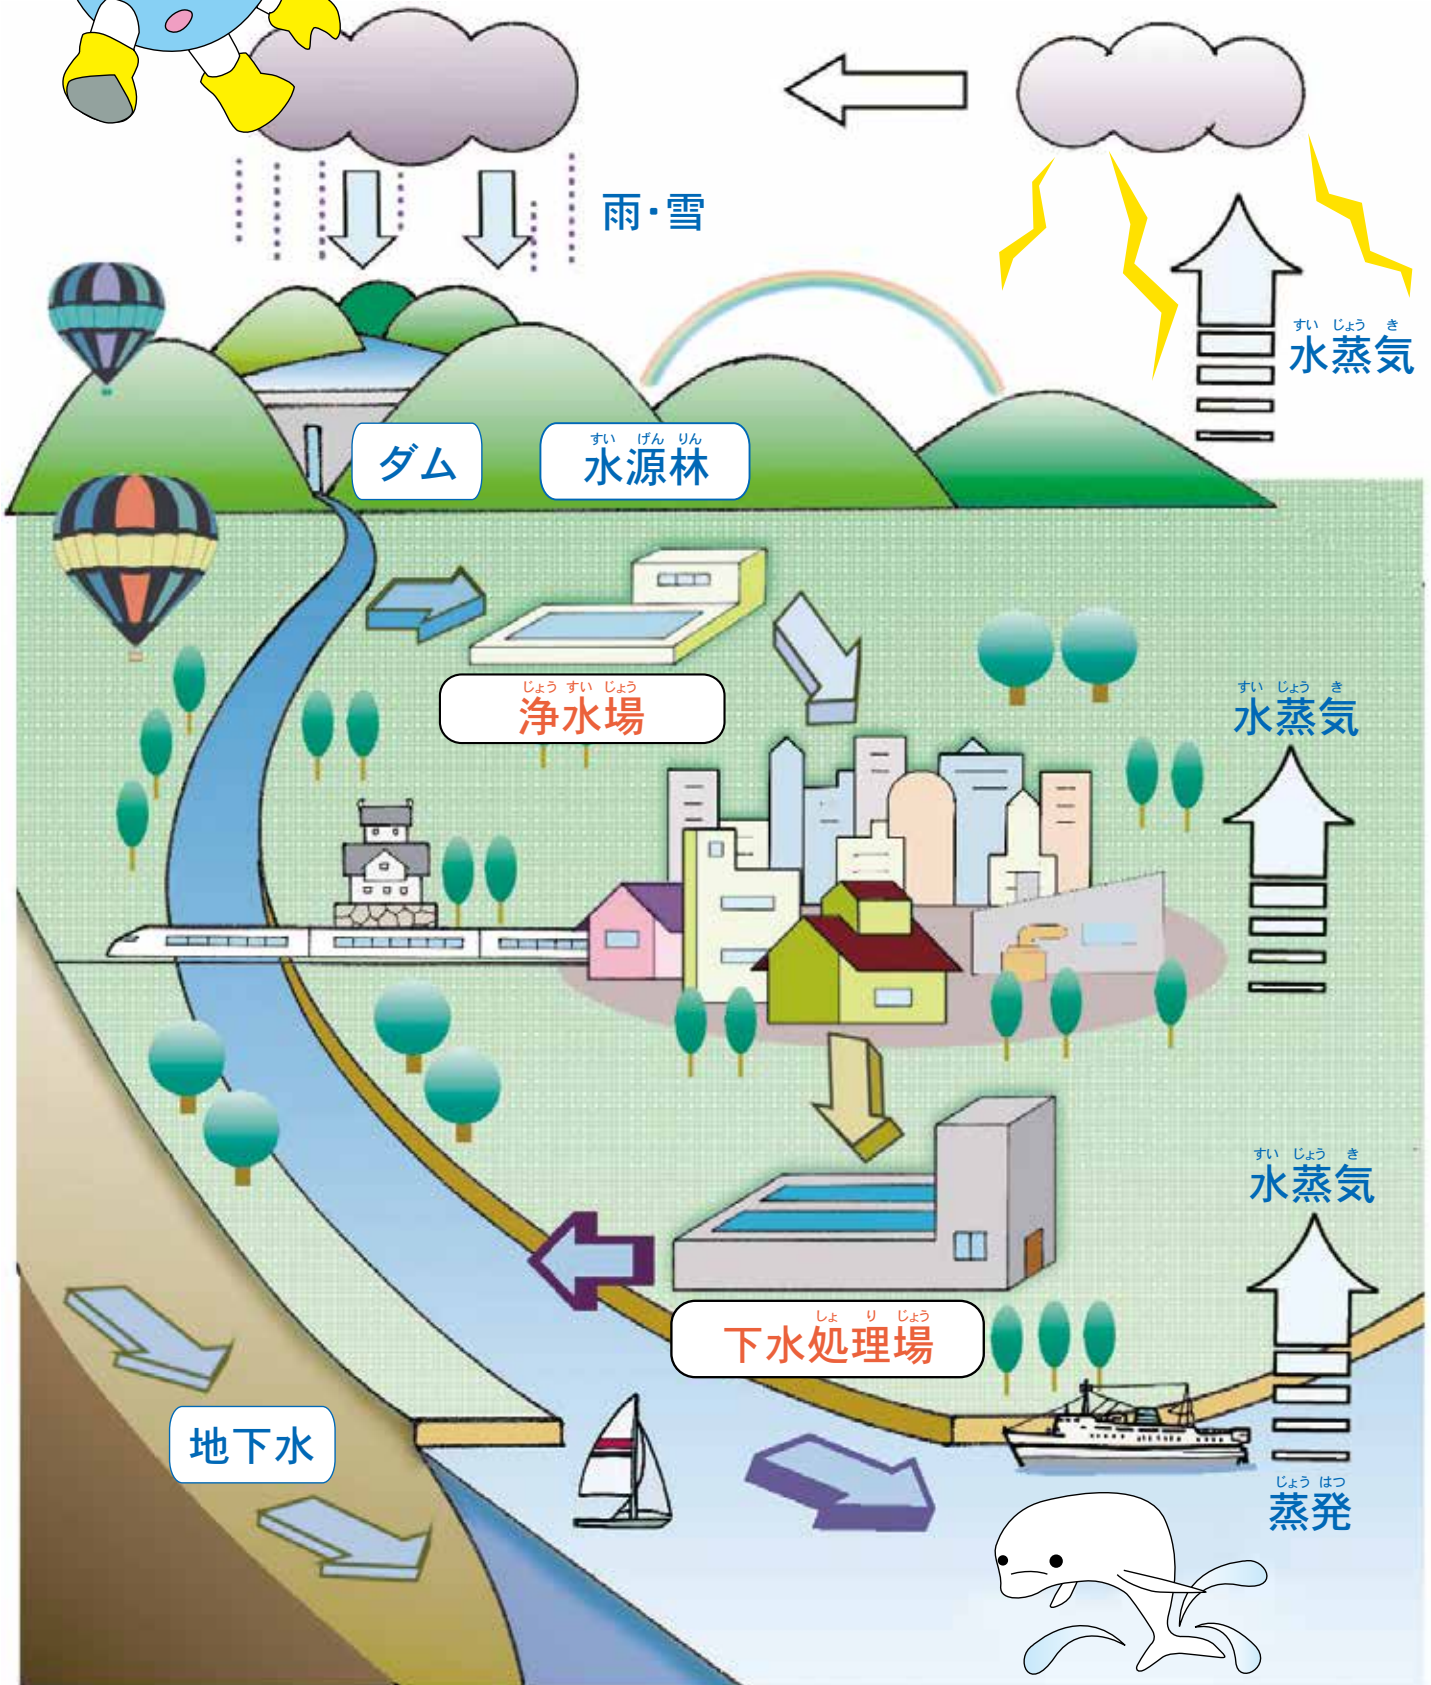 雨・雪
すい じょう き
水蒸気
ダム
すい げん りん
水源林
じょう すい じょう
浄水場
すい じょう き
水蒸気
すい じょう き
水蒸気
しょ り じょう
下水処理場
地下水
じょう はつ
蒸発